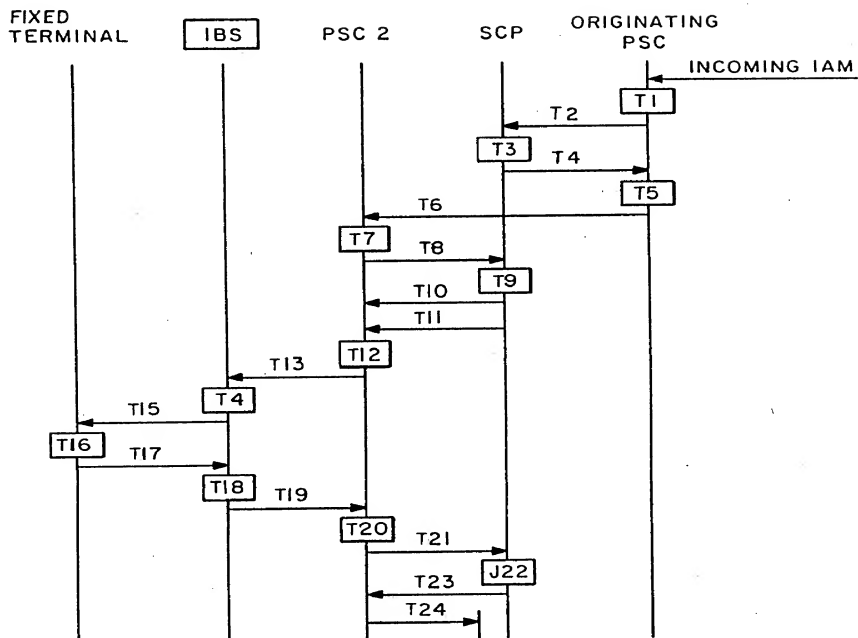 FIXED
TERMINAL
IBS
PSC 2
SCP
ORIGINATING
PSC
INCOMING IAM
T1
T2
T3
T4
T5
T6
T7
T8
T9
T10
T11
T12
T13
T4
T15
T16
T17
T18
T19
T20
T21
J22
T23
T24